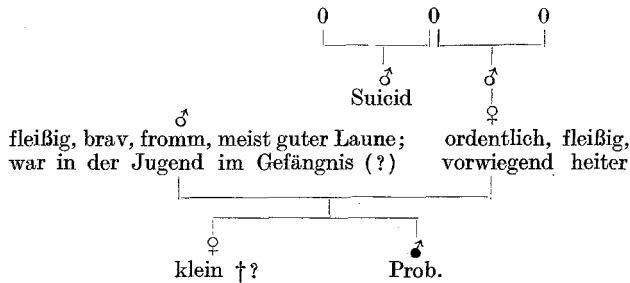 0 0 0
♂ ♂
Suicid
♂ ♀
fleißig, brav, fromm, meist guter Laune; ordentlich, fleißig,
war in der Jugend im Gefängnis (?) vorwiegend heiter
♀ ♂
klein †? Prob.